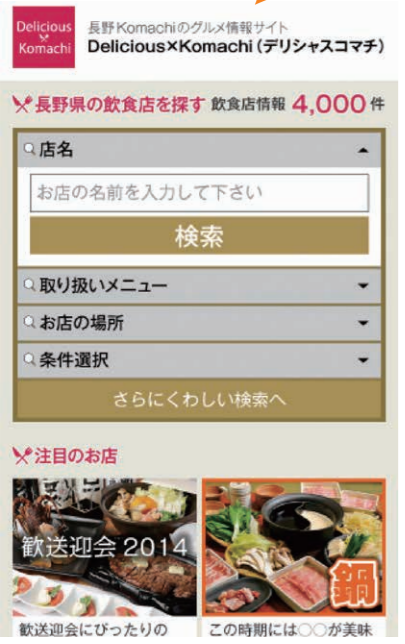 Delicious
Komachi
長野Komachiのグルメ情報サイト
Delicious×Komachi(デリシャスコマチ)
長野県の飲食店を探す 飲食店情報 4,000 件
店名
お店の名前を入力して下さい
検索
取り扱いメニュー
お店の場所
条件選択
さらにくわしい検索へ
注目のお店
歓送迎会 2014
鍋
歓送迎会にぴったりの
この時期には○○が美味